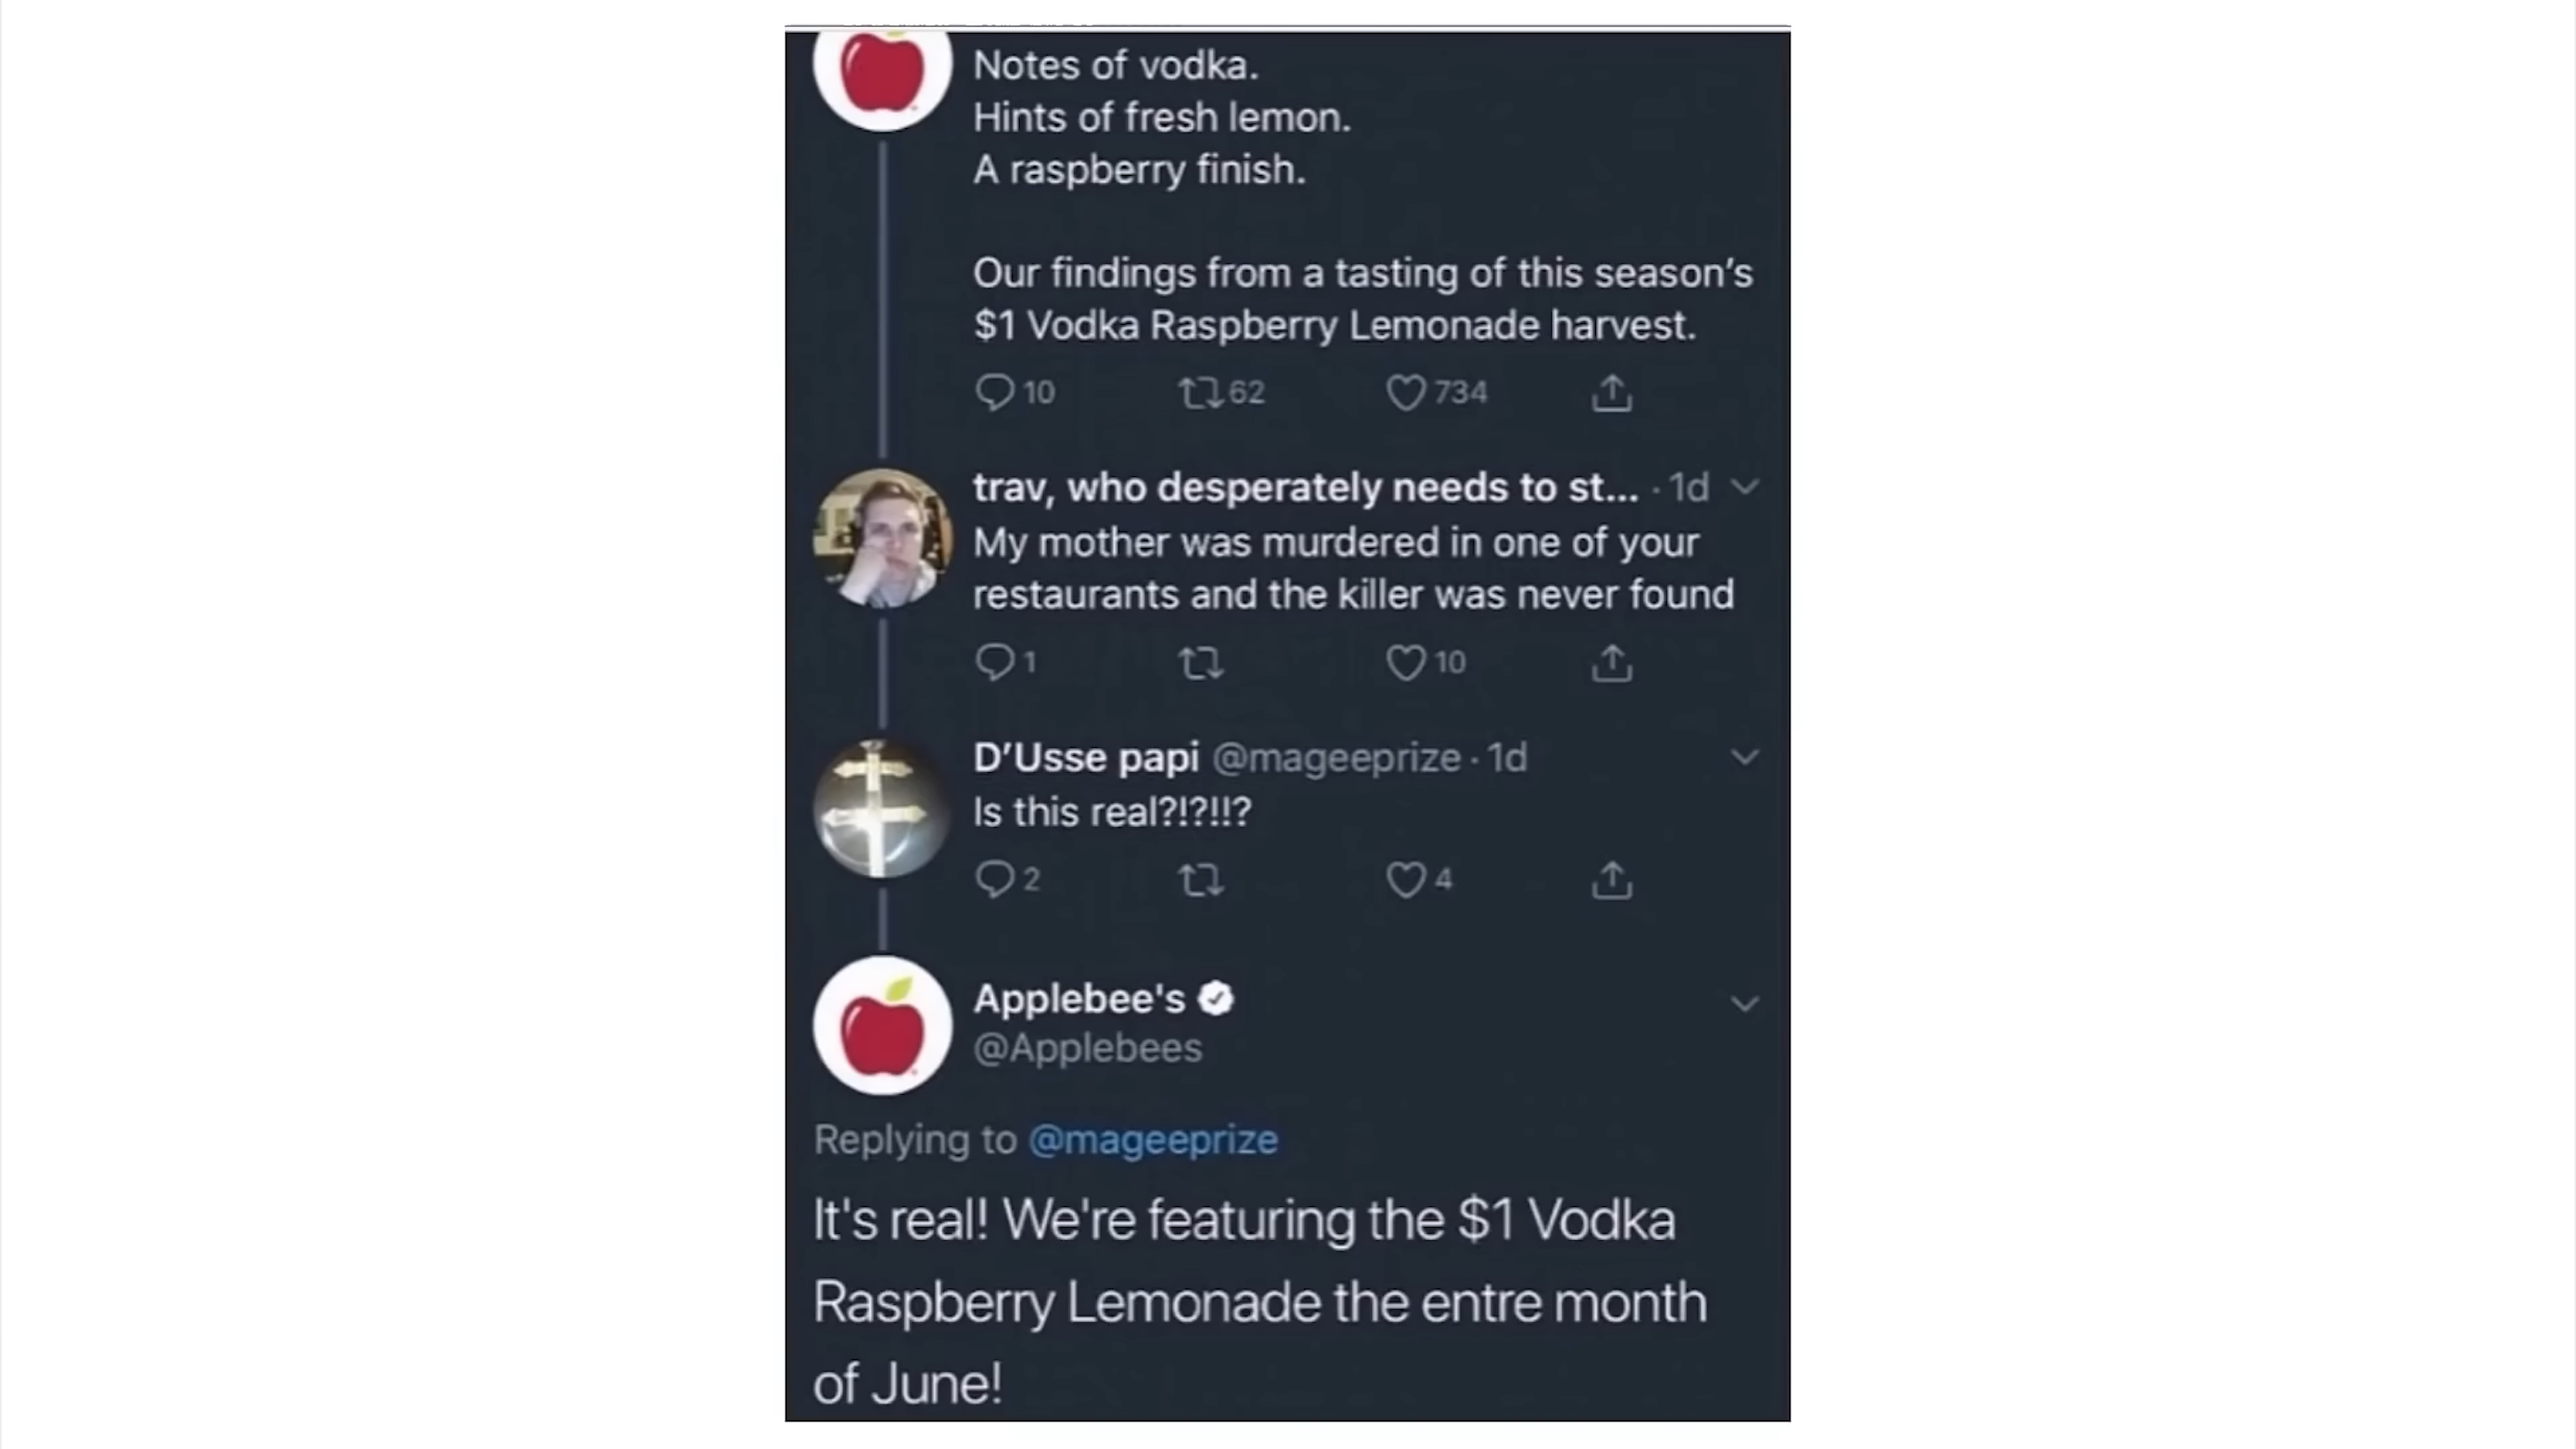 Notes of vodka.
Hints of fresh lemon.
A raspberry finish.
Our findings from a tasting of this season's
$1 Vodka Raspberry Lemonade harvest.
10 62 734
trav, who desperately needs to st... · 1d
My mother was murdered in one of your
restaurants and the killer was never found
1 10
D'Usse papi @mageeprize · 1d
Is this real?!?!!?
2 4
Applebee's
@Applebees
Replying to @mageeprize
It's real! We're featuring the $1 Vodka
Raspberry Lemonade the entre month
of June!